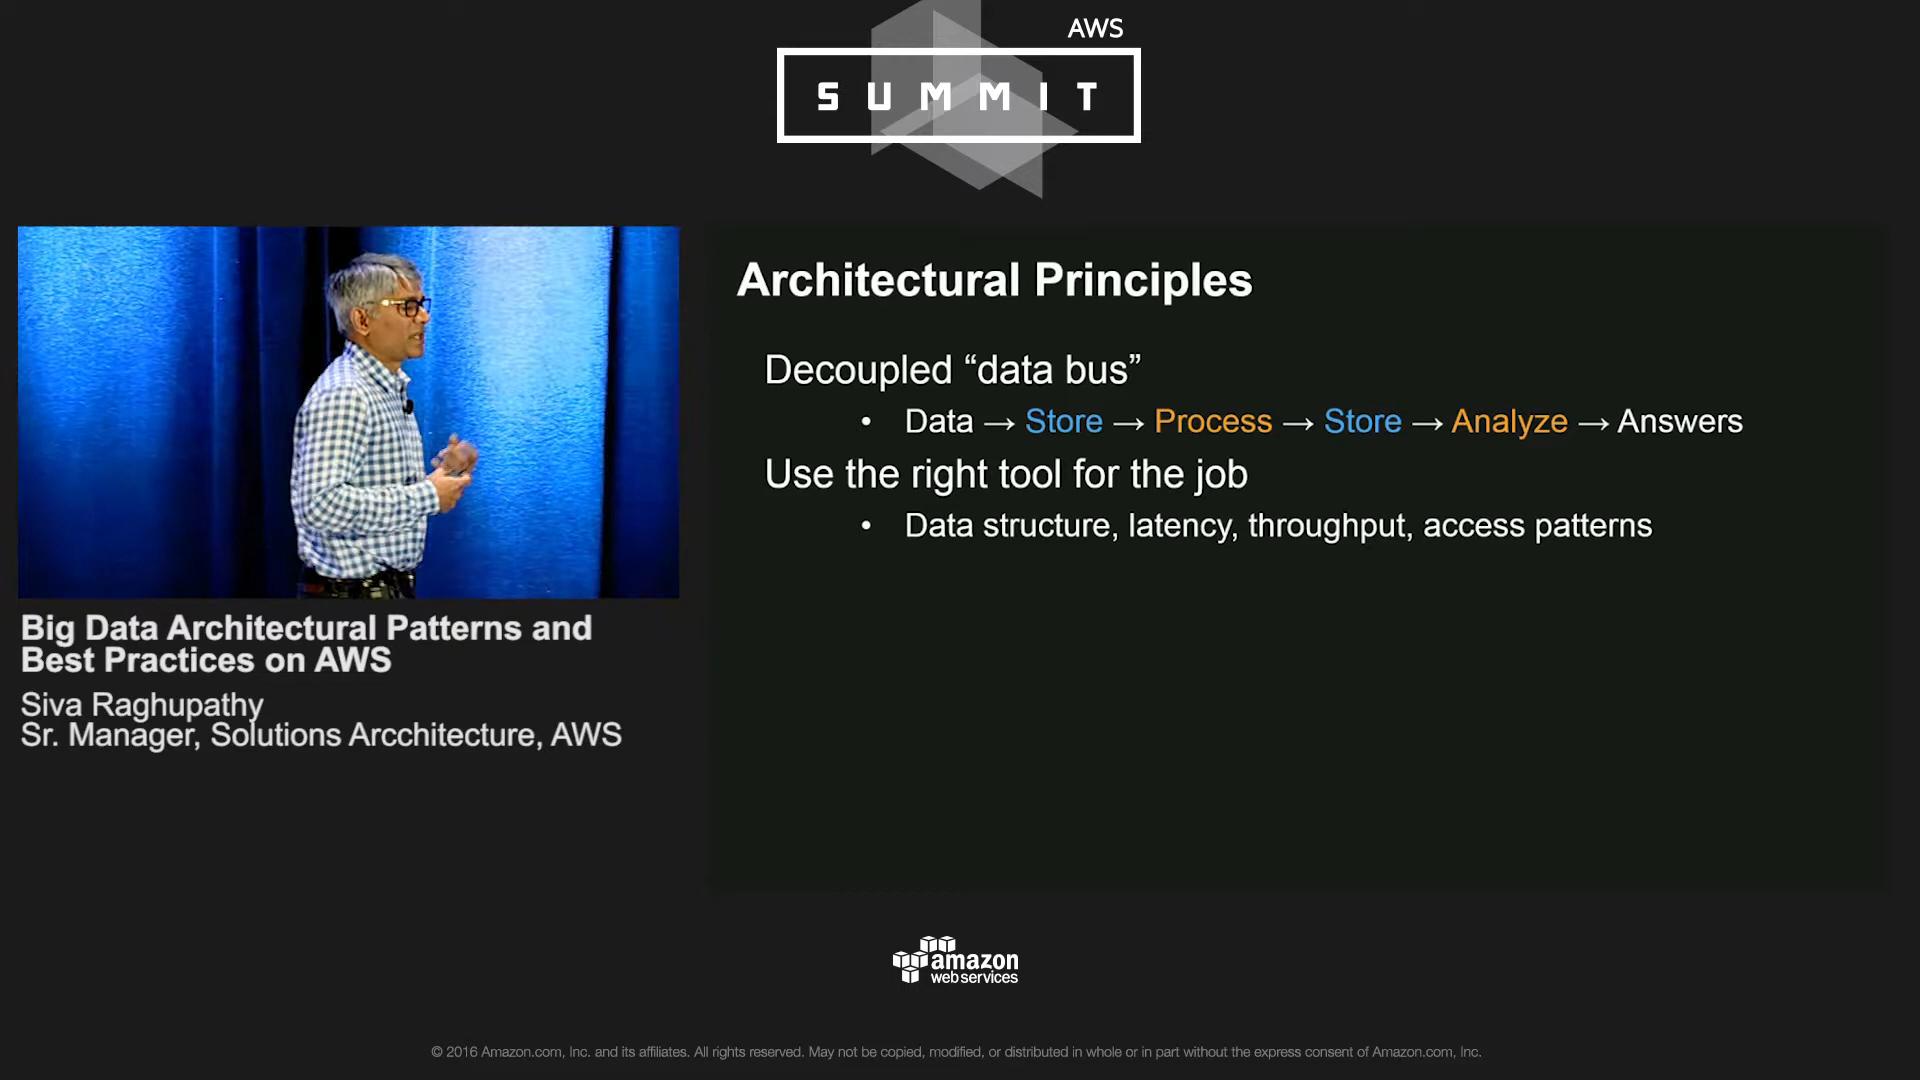 AWS
SUMMIT
Architectural Principles
Decoupled “data bus”
• Data → Store → Process → Store → Analyze → Answers
Use the right tool for the job
• Data structure, latency, throughput, access patterns
Big Data Architectural Patterns and
Best Practices on AWS
Siva Raghupathy
Sr. Manager, Solutions Arcchitecture, AWS
amazon
web services
© 2016 Amazon.com, Inc. and its affiliates. All rights reserved. May not be copied, modified, or distributed in whole or in part without the express consent of Amazon.com, Inc.